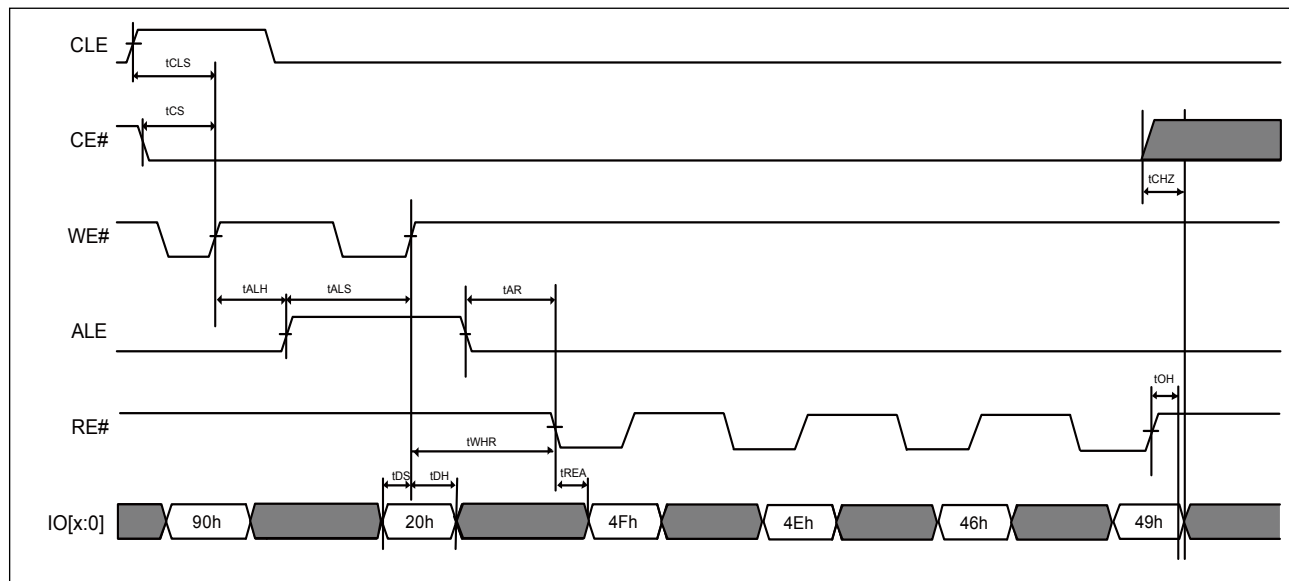 CLE
tCLS
tCS
CE#
tCHZ
WE#
tALH tALS tAR
ALE
tOH
RE#
tWHR
tDS tDH tREA
IO[x:0] 90h 20h 4Fh 4Eh 46h 49h